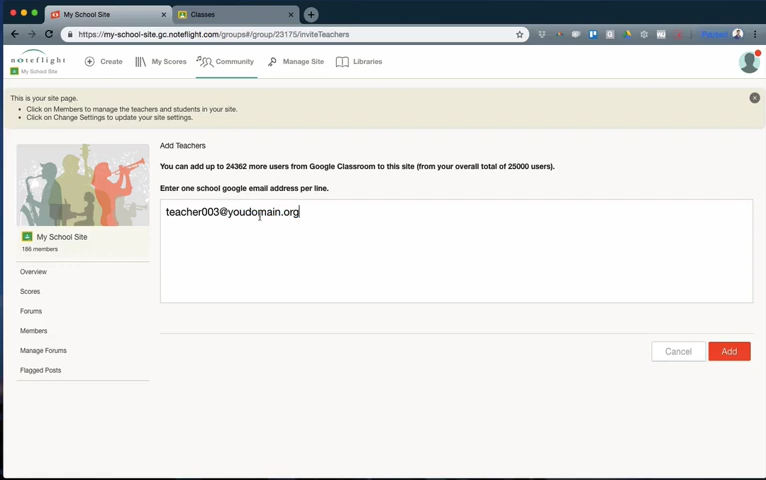 My School Site
Classes
https://my-school-site.gc.noteflight.com/groups#/group/23175/inviteTeachers
Paused
noteflight
My School Site
Create
My Scores
Community
Manage Site
Libraries
This is your site page.
Click on Members to manage the teachers and students in your site.
Click on Change Settings to update your site settings.
Add Teachers
You can add up to 24362 more users from Google Classroom to this site (from your overall total of 25000 users).
Enter one school google email address per line.
teacher003@youdomain.org
My School Site
186 members
Overview
Scores
Forums
Members
Manage Forums
Flagged Posts
Cancel
Add